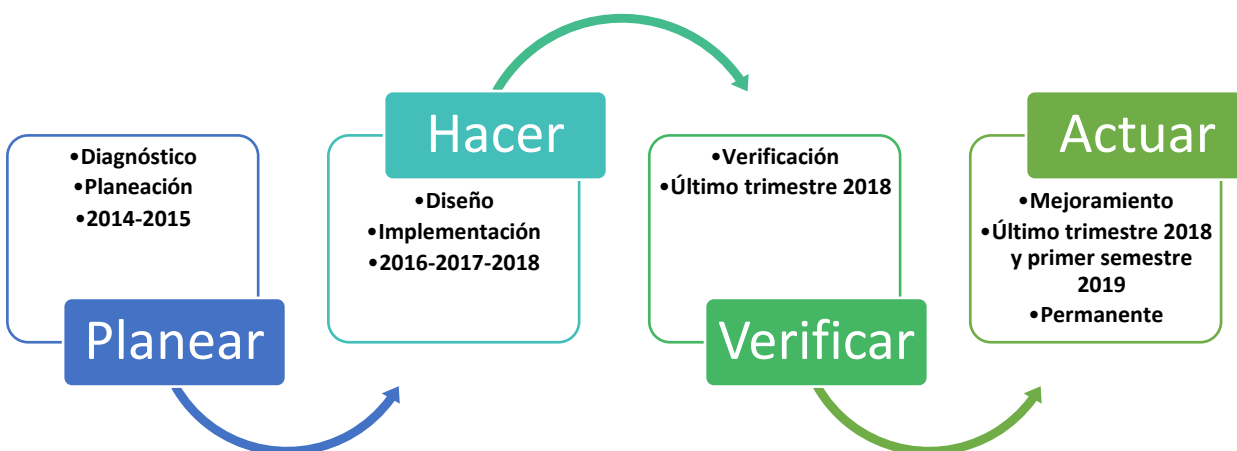 •Diagnóstico
•Planeación
•2014-2015
Planear
Hacer
•Diseño
•Implementación
•2016-2017-2018
•Verificación
•Último trimestre 2018
Verificar
Actuar
•Mejoramiento
•Último trimestre 2018
y primer semestre
2019
•Permanente